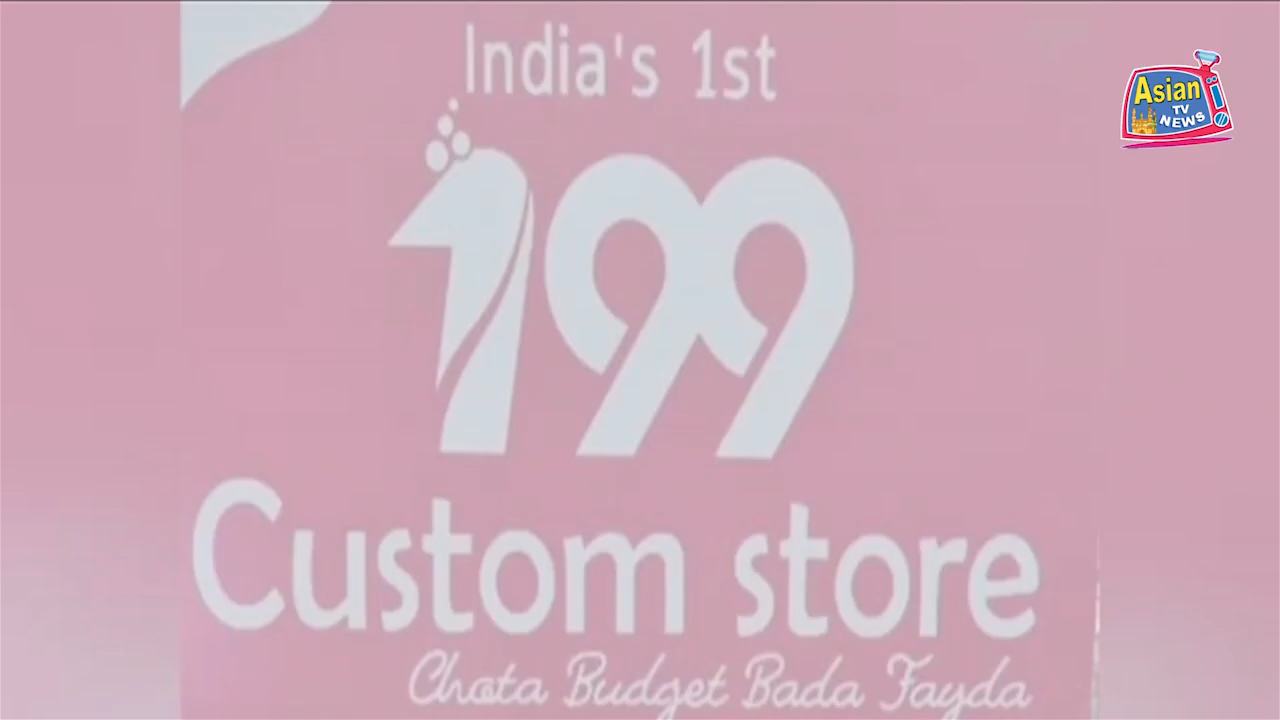 India's 1st
199
Custom store
Chota Budget Bada Fayda
Asian
TV
NEWS